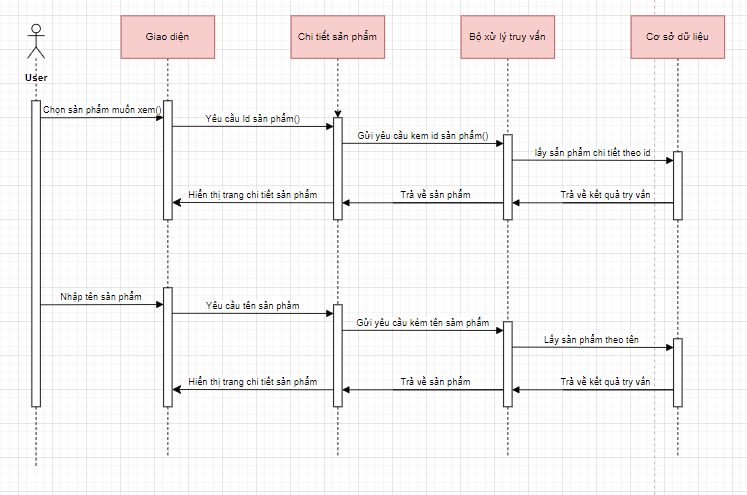 Giao diện
Chi tiết sản phẩm
Bộ xử lý truy vấn
Cơ sở dữ liệu
User
Chọn sản phẩm muốn xem()
Yêu cầu Id sản phẩm()
Gửi yêu cầu kem id sản phẩm()
lấy sản phẩm chi tiết theo id
Hiển thị trang chi tiết sản phẩm
Trả về sản phẩm
Trả về kết quả try vấn
Nhập tên sản phẩm
Yêu cầu tên sản phảm
Gửi yêu cầu kèm tên sảm phẩm
Lấy sản phẩm theo tên
Hiển thị trang chi tiết sản phẩm
Trả về sản phẩm
Trả về kết quả try vấn